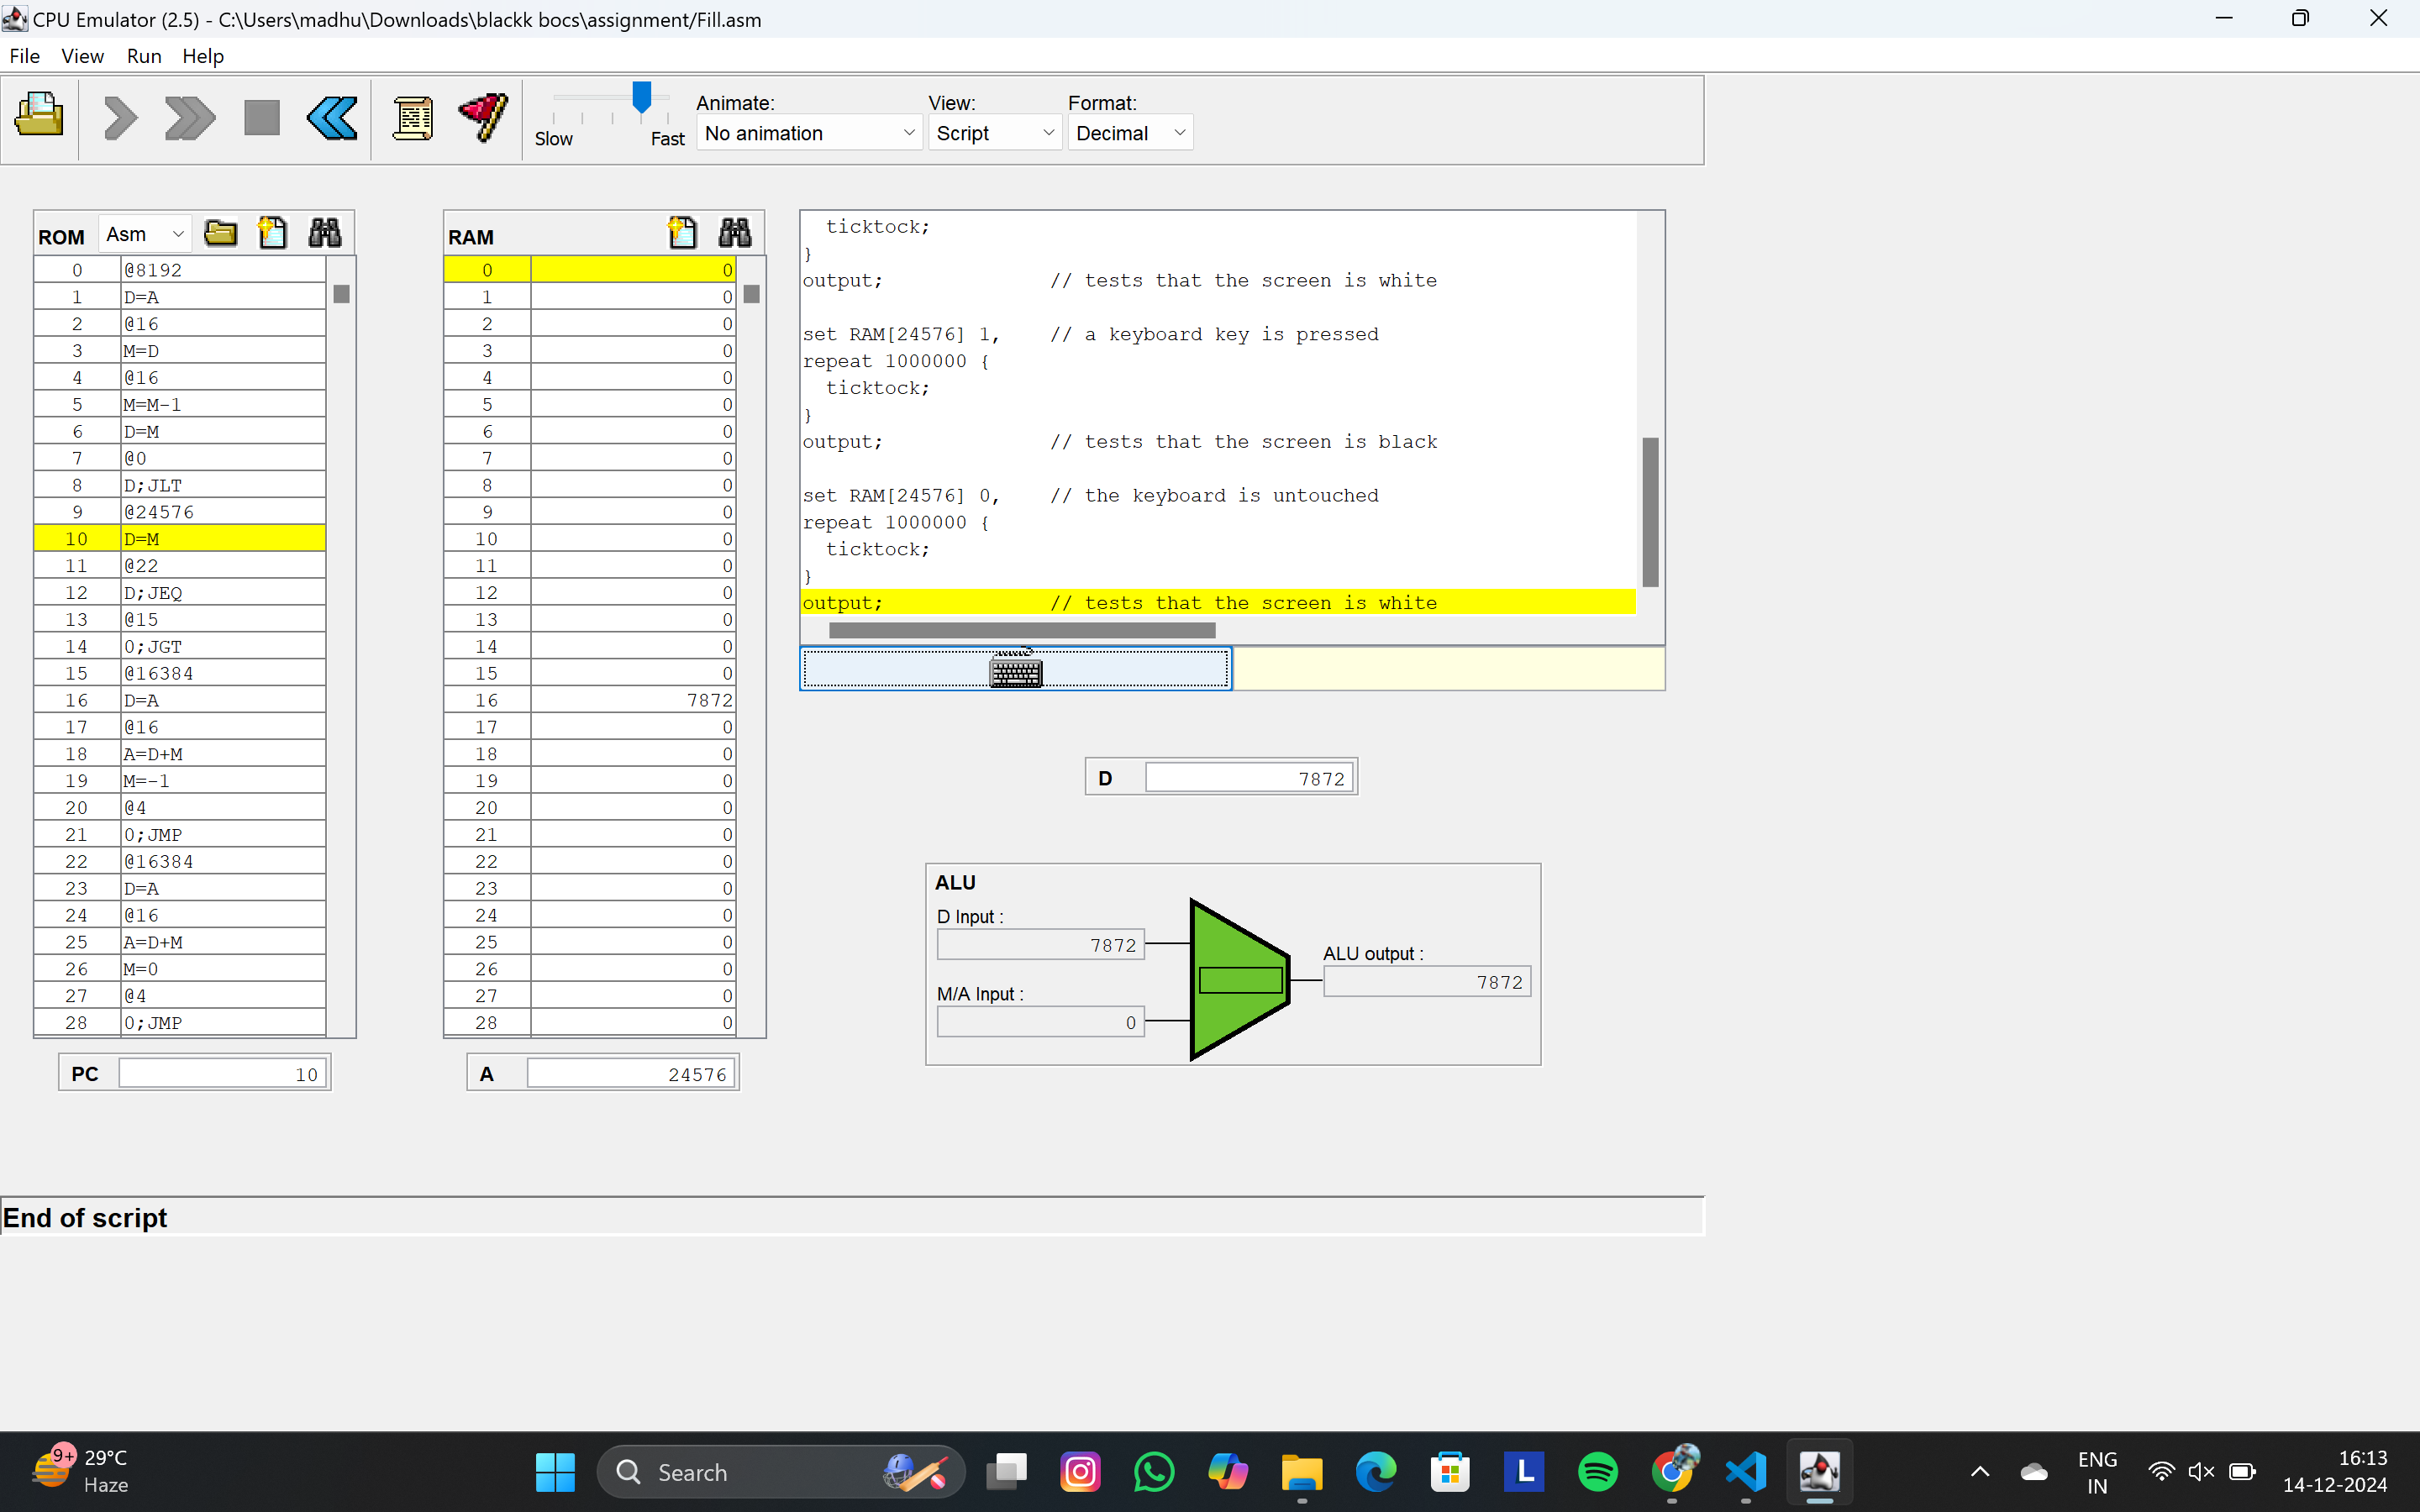 CPU Emulator (2.5) - C:\Users\madhu\Downloads\blackk bocs\assignment/Fill.asm
File View Run Help
Slow Fast
Animate:
No animation
View:
Script
Format:
Decimal
ROM Asm
0 @8192
1 D=A
2 @16
3 M=D
4 @16
5 M=M-1
6 D=M
7 @0
8 D;JLT
9 @24576
10 D=M
11 @22
12 D;JEQ
13 @15
14 0;JGT
15 @16384
16 D=A
17 @16
18 A=D+M
19 M=-1
20 @4
21 0;JMP
22 @16384
23 D=A
24 @16
25 A=D+M
26 M=0
27 @4
28 0;JMP
PC 10
RAM
0 0
1 0
2 0
3 0
4 0
5 0
6 0
7 0
8 0
9 0
10 0
11 0
12 0
13 0
14 0
15 0
16 7872
17 0
18 0
19 0
20 0
21 0
22 0
23 0
24 0
25 0
26 0
27 0
28 0
A 24576
ticktock;
}
output; // tests that the screen is white
set RAM[24576] 1, // a keyboard key is pressed
repeat 1000000 {
ticktock;
}
output; // tests that the screen is black
set RAM[24576] 0, // the keyboard is untouched
repeat 1000000 {
ticktock;
}
output; // tests that the screen is white
D 7872
ALU
D Input :
7872
M/A Input :
0
ALU output :
7872
End of script
9+
29°C
Haze
Search
L
ENG
IN
16:13
14-12-2024